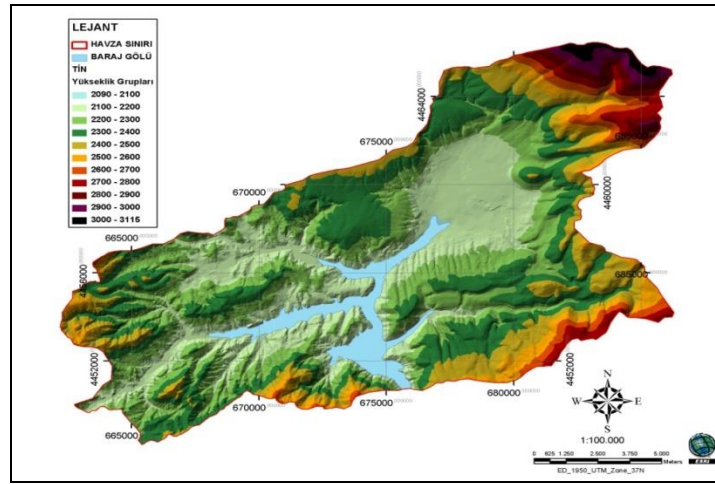 LEJANT
HAVZA SINIRI
BARAJ GÖLÜ
TİN
Yükseklik Grupları
2090 - 2100
2100 - 2200
2200 - 2300
2300 - 2400
2400 - 2500
2500 - 2600
2600 - 2700
2700 - 2800
2800 - 2900
2900 - 3000
3000 - 3115
680000
4464000
675000
4460000
670000
665000
4456000
685000
4452000
4452000
670000
675000
680000
665000
N
W E
S
1:100.000
0 625 1.250 2.500 3.750 5.000
Meters
ED_1950_UTM_Zone_37N
ESRI